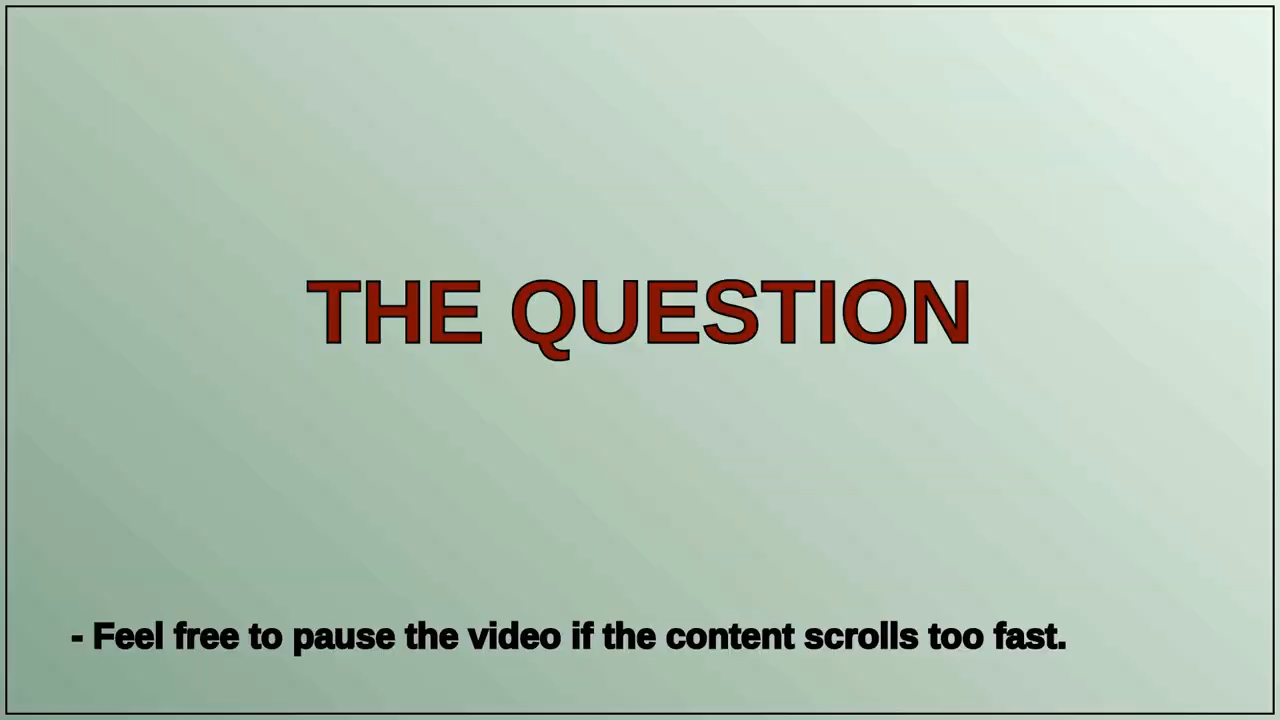 THE QUESTION
- Feel free to pause the video if the content scrolls too fast.